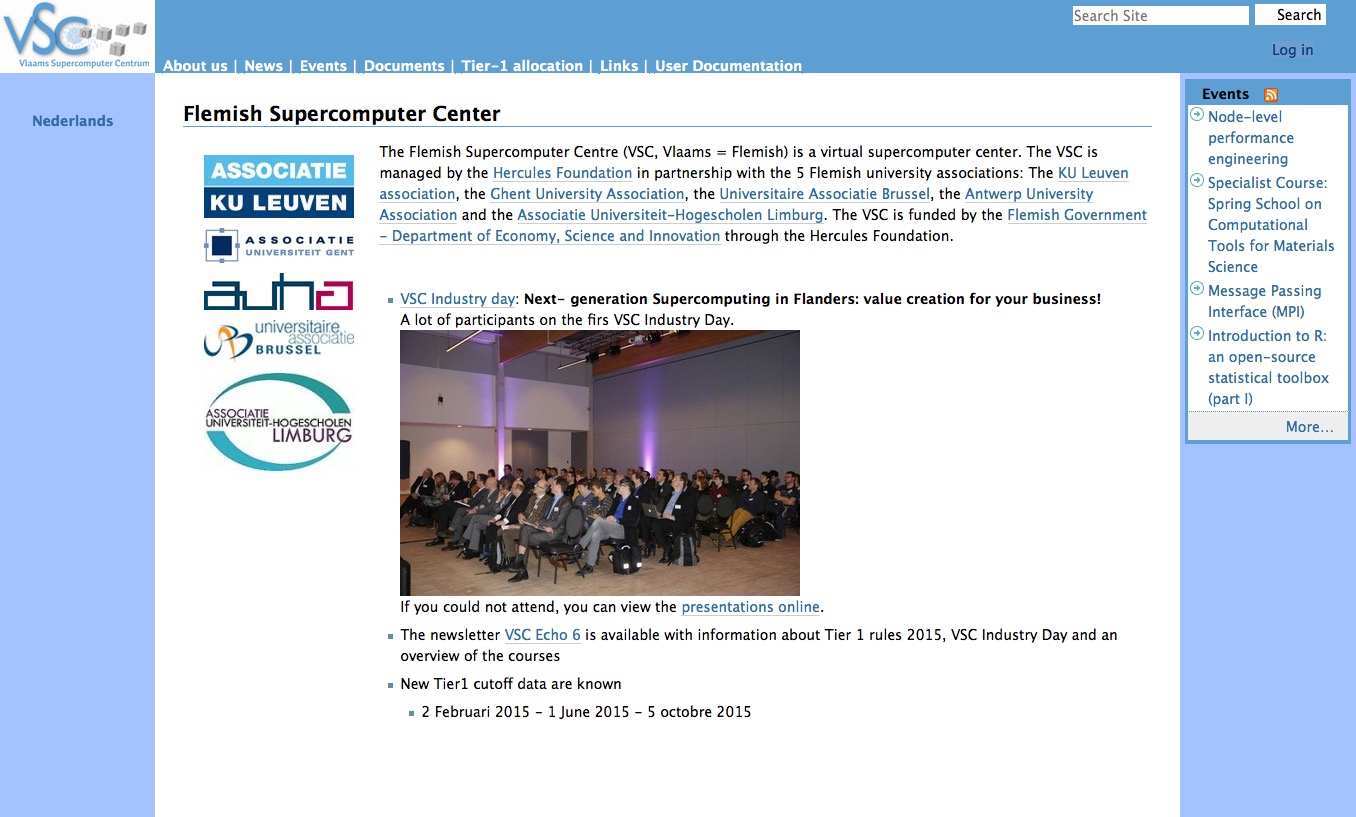 VSC
Vlaams Supercomputer Centrum
Search Site
Search
Log in
About us | News | Events | Documents | Tier-1 allocation | Links | User Documentation
Nederlands
Flemish Supercomputer Center
ASSOCIATIE
KU LEUVEN
ASSOCIATIE
UNIVERSITEIT GENT
auha
universitaire
associatie
BRUSSEL
ASSOCIATIE
UNIVERSITEIT-HOGESCHOLEN
LIMBURG
The Flemish Supercomputer Centre (VSC, Vlaams = Flemish) is a virtual supercomputer center. The VSC is
managed by the Hercules Foundation in partnership with the 5 Flemish university associations: The KU Leuven
association, the Ghent University Association, the Universitaire Associatie Brussel, the Antwerp University
Association and the Associatie Universiteit-Hogescholen Limburg. The VSC is funded by the Flemish Government
- Department of Economy, Science and Innovation through the Hercules Foundation.
VSC Industry day: Next- generation Supercomputing in Flanders: value creation for your business!
A lot of participants on the firs VSC Industry Day.
If you could not attend, you can view the presentations online.
The newsletter VSC Echo 6 is available with information about Tier 1 rules 2015, VSC Industry Day and an
overview of the courses
New Tier1 cutoff data are known
2 Februari 2015 - 1 June 2015 - 5 octobre 2015
Events
Node-level
performance
engineering
Specialist Course:
Spring School on
Computational
Tools for Materials
Science
Message Passing
Interface (MPI)
Introduction to R:
an open-source
statistical toolbox
(part I)
More...